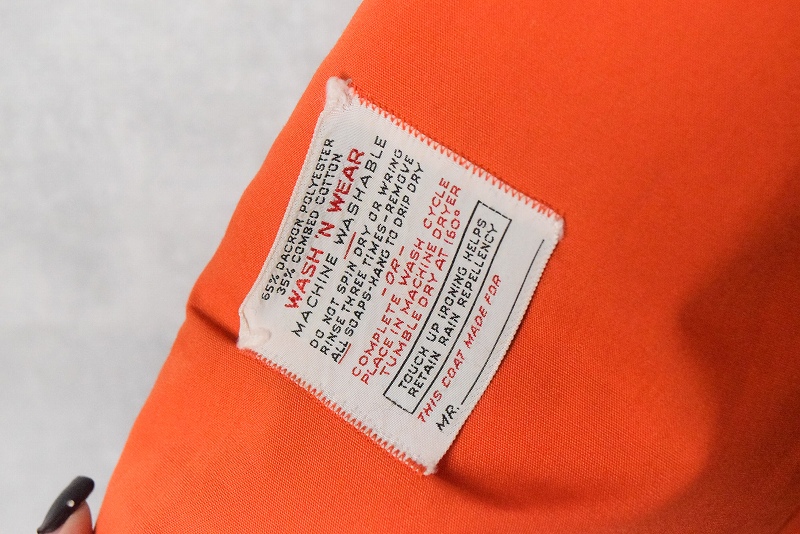 65% DACRON POLYESTER
35% COMBED COTTON
WASH 'N WEAR
MACHINE WASHABLE
DO NOT SPIN DRY OR WRING
RINSE THREE TIMES-REMOVE
ALL SOAPS-HANG TO DRIP DRY
-OR-
COMPLETE WASH CYCLE
PLACE IN MACHINE DRYER
TUMBLE DRY AT 160°
TOUCH UP IRONING HELPS
RETAIN RAIN REPELLENCY
THIS COAT MADE FOR
MR.